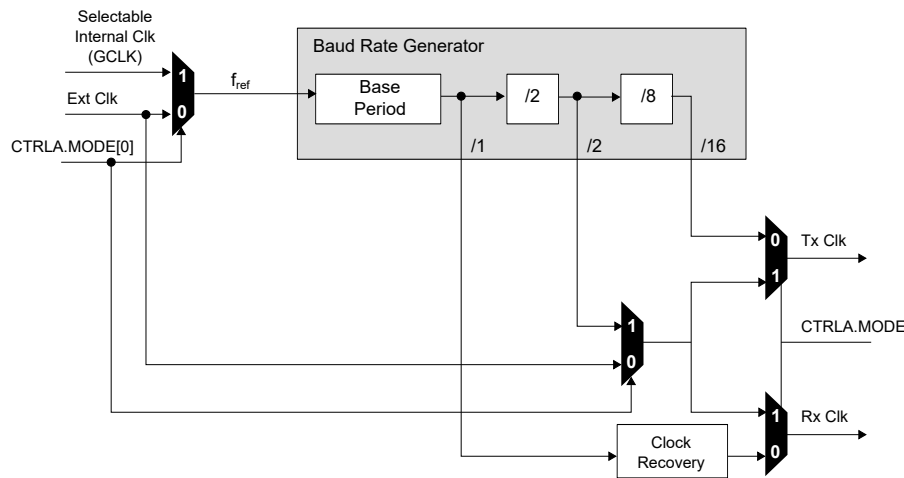 Selectable
Internal Clk
(GCLK)
Ext Clk
CTRLA.MODE[0]
1
0
f_ref
Baud Rate Generator
Base
Period
/2
/8
/1
/2
/16
0
1
Tx Clk
1
0
CTRLA.MODE
1
0
Rx Clk
Clock
Recovery